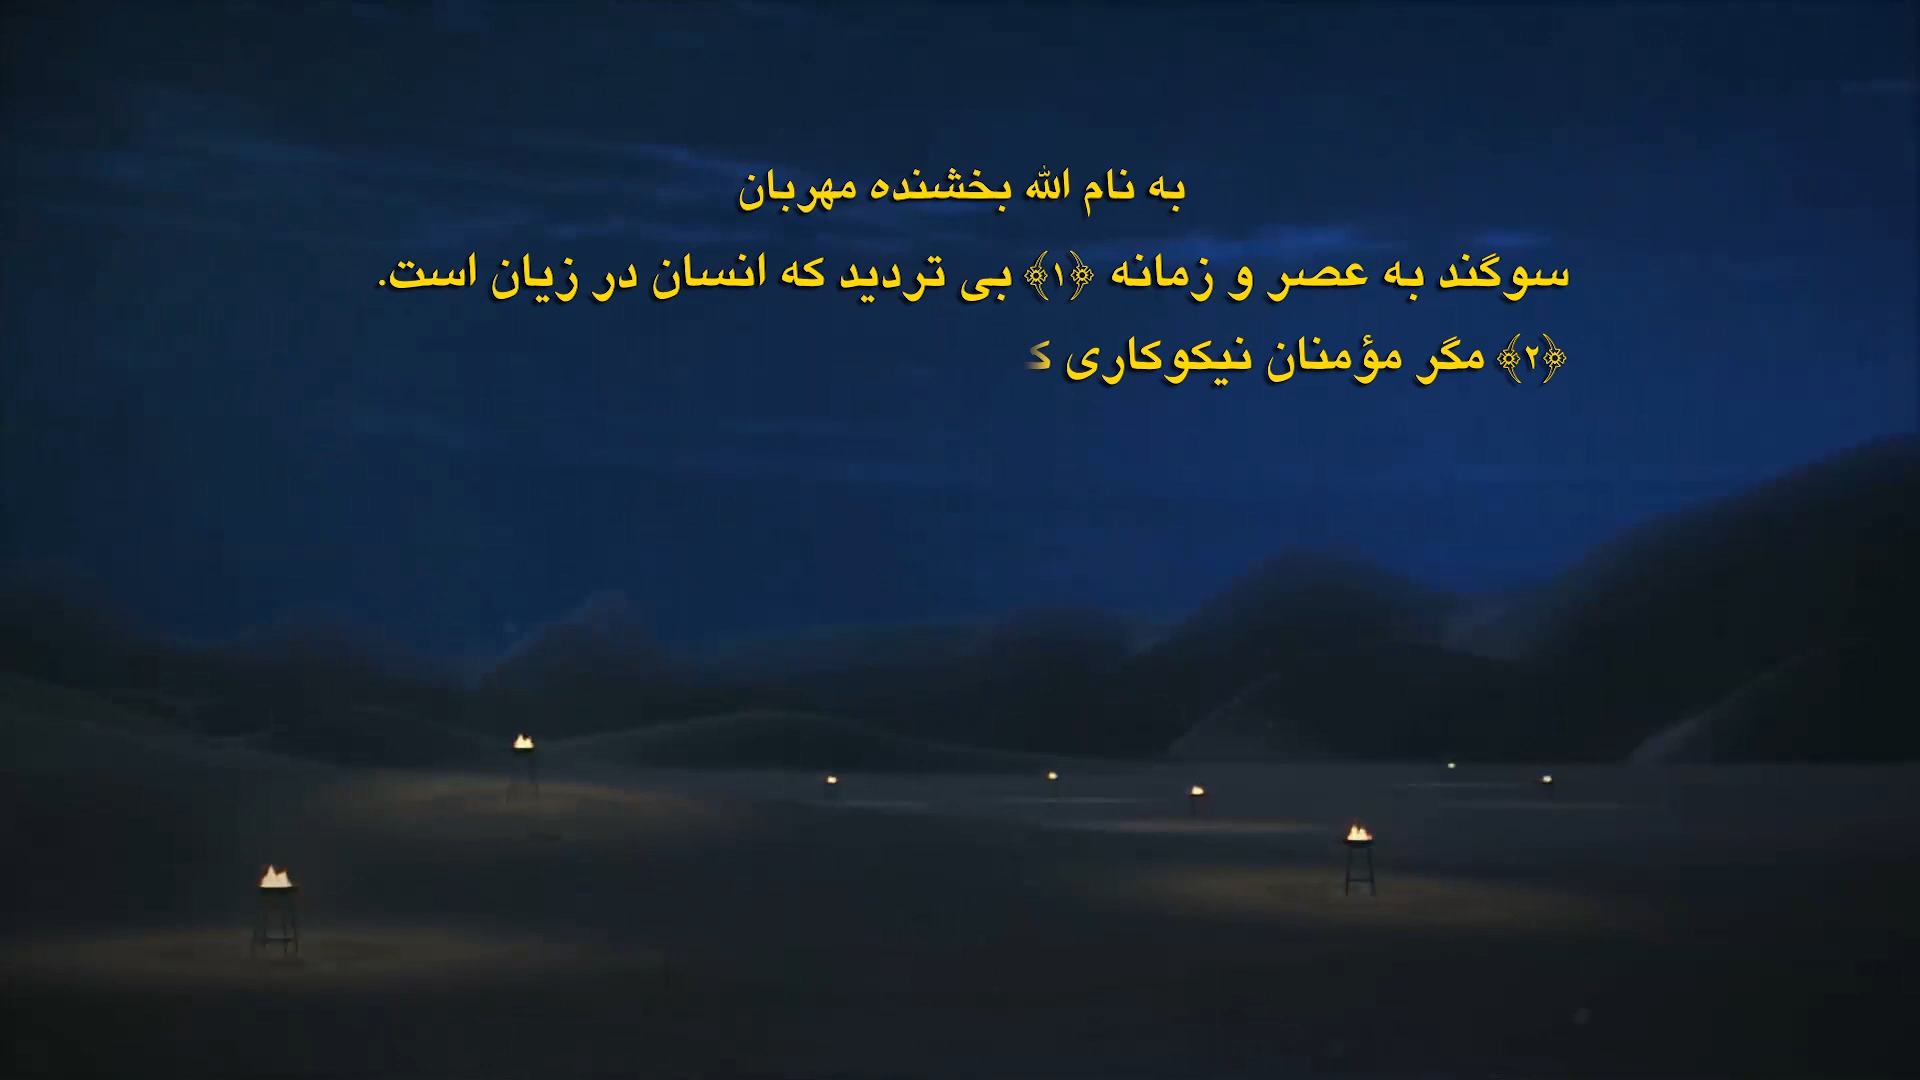 به نام الله بخشنده مهربان
سوگند به عصر و زمانه ﴿۱﴾ بی تردید که انسان در زیان است.
﴿۲﴾ مگر مؤمنان نیکوکاری